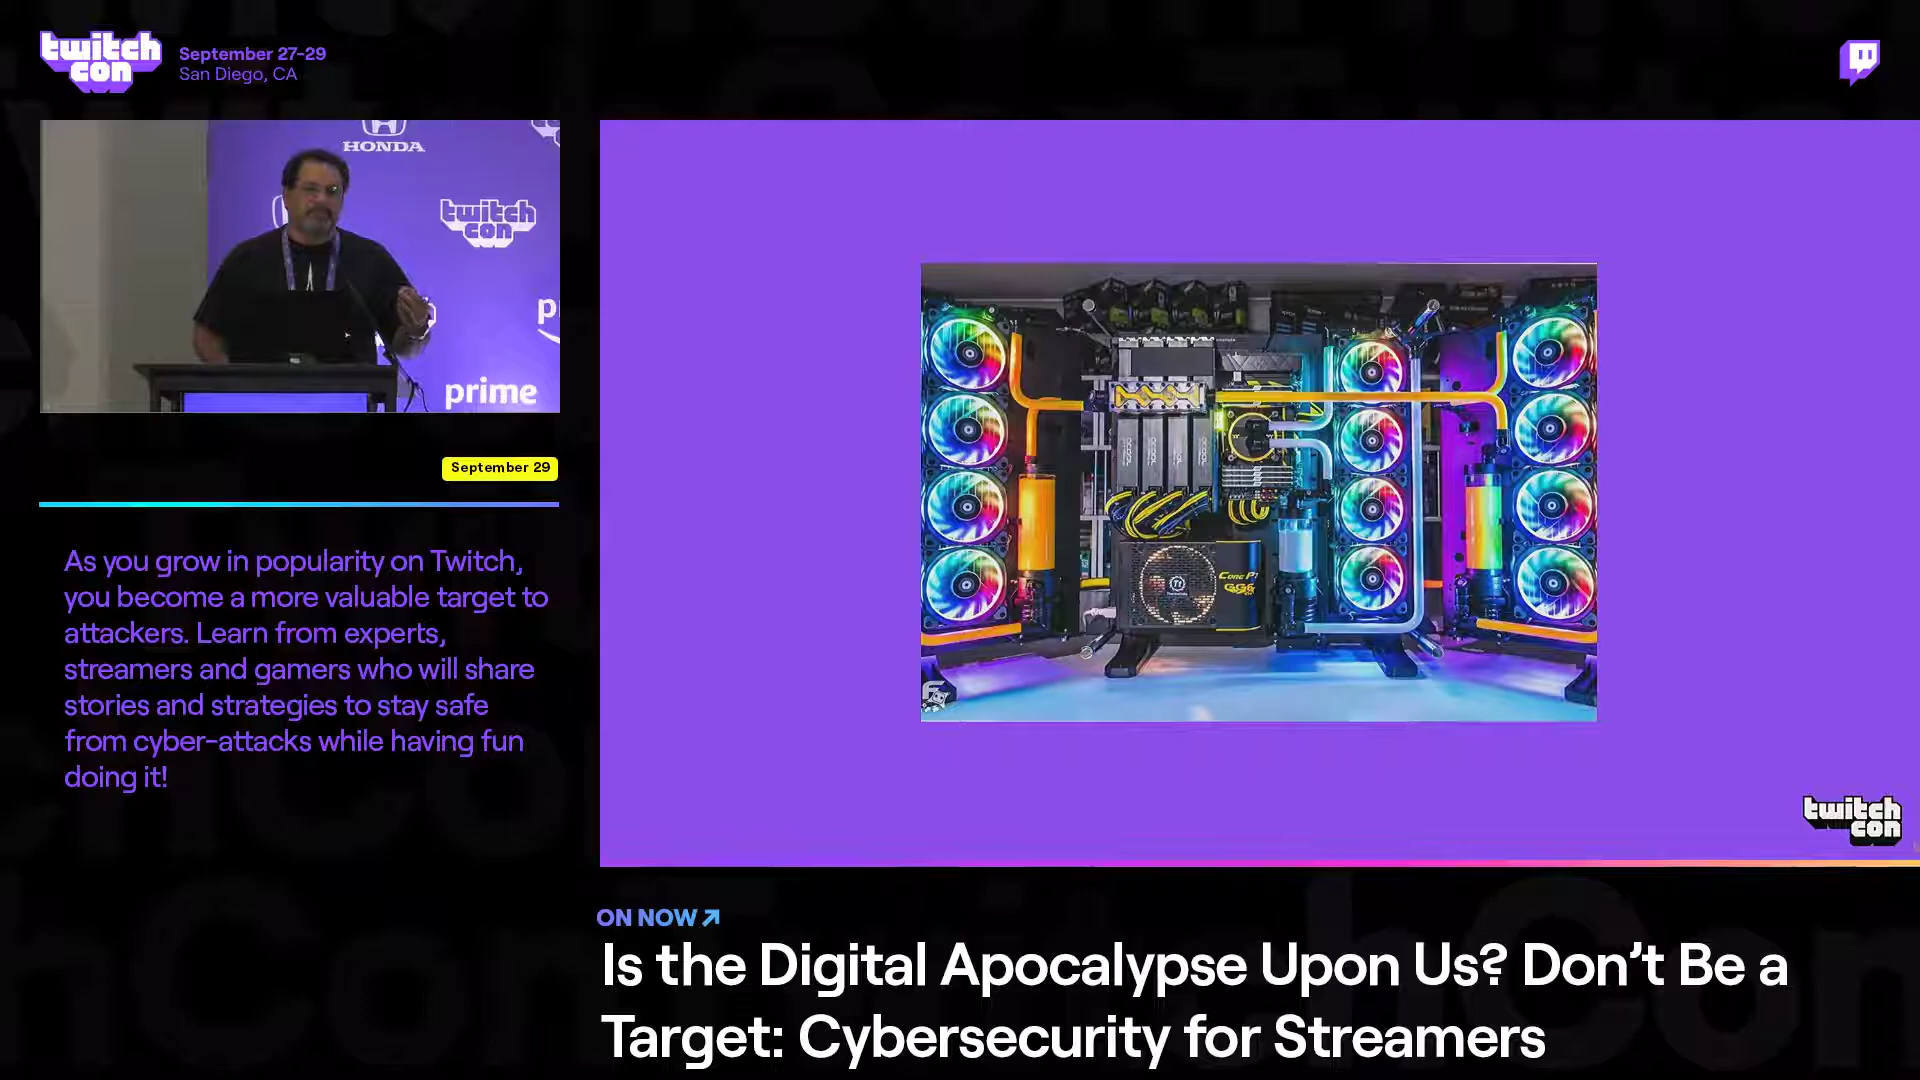 twitch
con
September 27-29
San Diego, CA
HONDA
twitch
con
p
prime
September 29
As you grow in popularity on Twitch,
you become a more valuable target to
attackers. Learn from experts,
streamers and gamers who will share
stories and strategies to stay safe
from cyber-attacks while having fun
doing it!
CORE P7
GG6
twitch
con
ON NOW
Is the Digital Apocalypse Upon Us? Don’t Be a
Target: Cybersecurity for Streamers